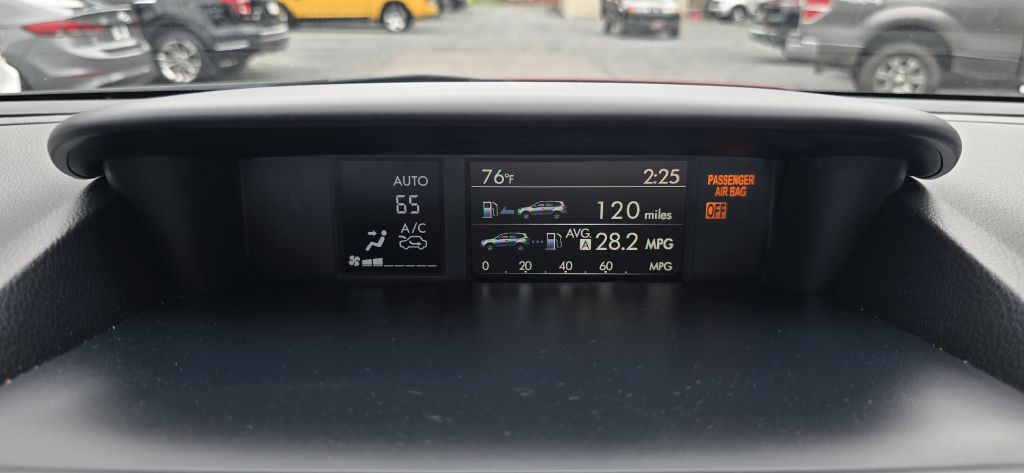 AUTO
65
A/C
76°F 2:25
120 miles
AVG.
A 28.2 MPG
0 20 40 60 MPG
PASSENGER
AIR BAG
OFF